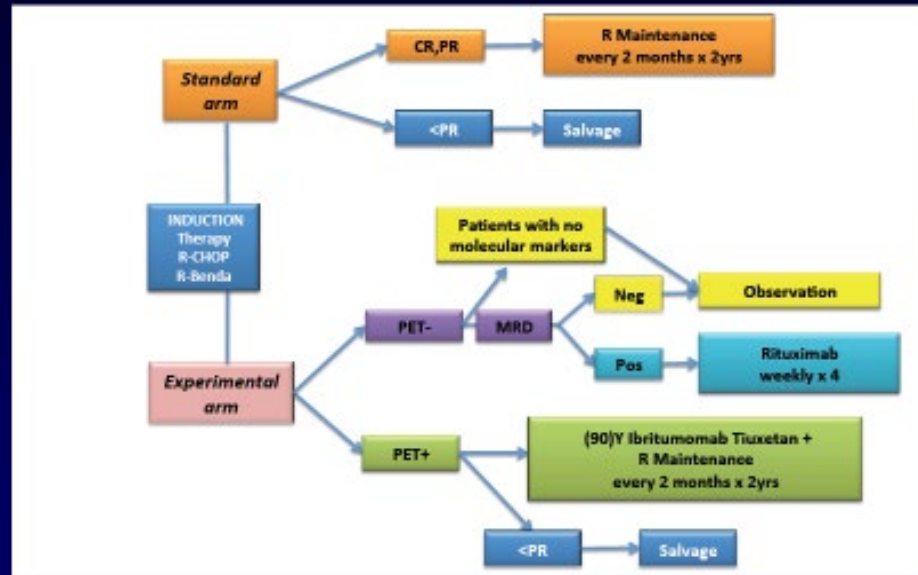 CR,PR
R Maintenance
every 2 months x 2yrs
Standard
arm
<PR
Salvage
INDUCTION
Therapy
R-CHOP
R-Benda
Patients with no
molecular markers
Neg
Observation
PET-
MRD
Pos
Rituximab
weekly x 4
Experimental
arm
PET+
(90)Y Ibritumomab Tiuxetan +
R Maintenance
every 2 months x 2yrs
<PR
Salvage